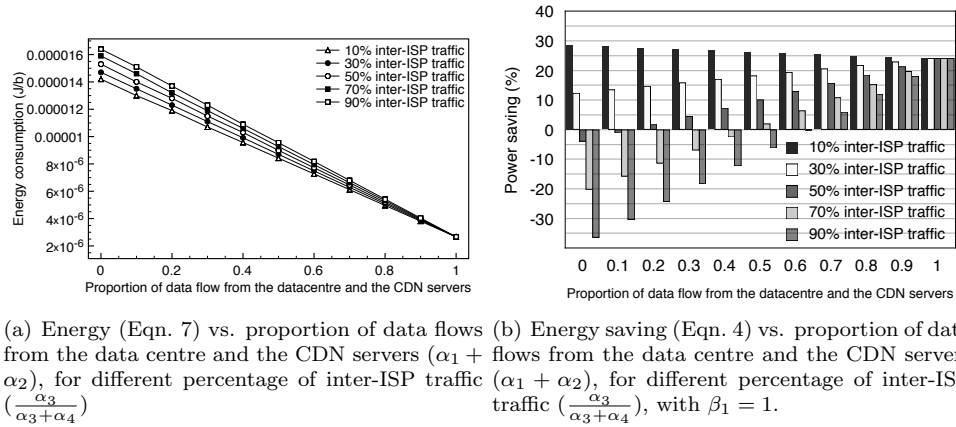 0.000016
0.000014
0.000012
0.00001
8×10⁻⁶
6×10⁻⁶
4×10⁻⁶
2×10⁻⁶
Energy consumption (J/b)
10% inter-ISP traffic
30% inter-ISP traffic
50% inter-ISP traffic
70% inter-ISP traffic
90% inter-ISP traffic
0 0.2 0.4 0.6 0.8 1
Proportion of data flow from the datacentre and the CDN servers
40
30
20
10
0
-10
-20
-30
Power saving (%)
10% inter-ISP traffic
30% inter-ISP traffic
50% inter-ISP traffic
70% inter-ISP traffic
90% inter-ISP traffic
0 0.1 0.2 0.3 0.4 0.5 0.6 0.7 0.8 0.9 1
Proportion of data flow from the datacentre and the CDN servers
(a) Energy (Eqn. 7) vs. proportion of data flows
from the data centre and the CDN servers (α₁ +
α₂), for different percentage of inter-ISP traffic
(α₃/(α₃+α₄))
(b) Energy saving (Eqn. 4) vs. proportion of dat
flows from the data centre and the CDN server
(α₁ + α₂), for different percentage of inter-IS
traffic (α₃/(α₃+α₄)), with β₁ = 1.